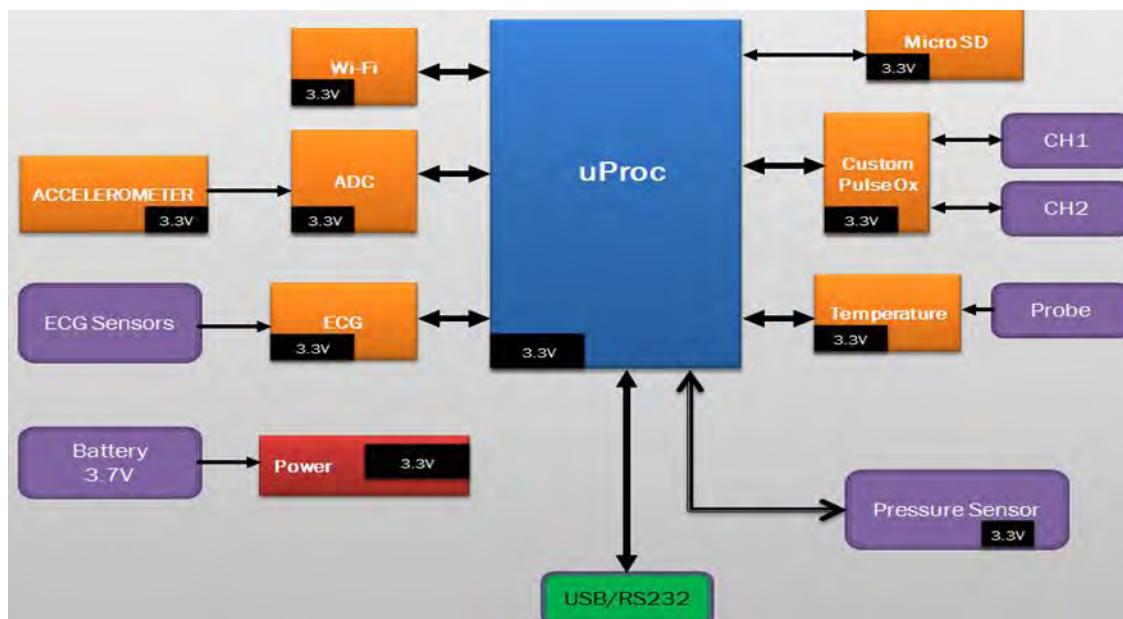 Wi-Fi
3.3V
uProc
3.3V
Micro SD
3.3V
ACCELEROMETER
3.3V
ADC
3.3V
Custom
Pulse Ox
3.3V
CH1
CH2
ECG Sensors
ECG
3.3V
Temperature
3.3V
Probe
Battery
3.7V
Power
3.3V
Pressure Sensor
3.3V
USB/RS232